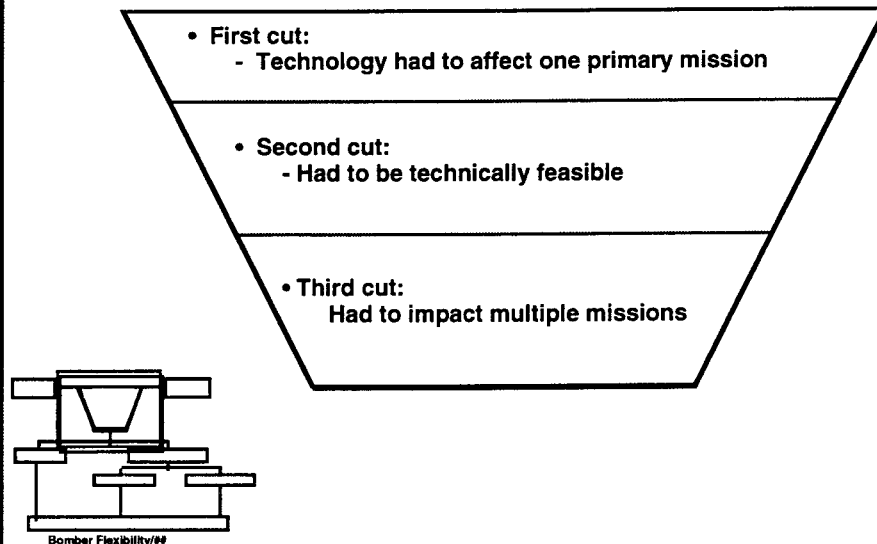 • First cut:
- Technology had to affect one primary mission
• Second cut:
- Had to be technically feasible
• Third cut:
Had to impact multiple missions
Bomber Flexibility/##